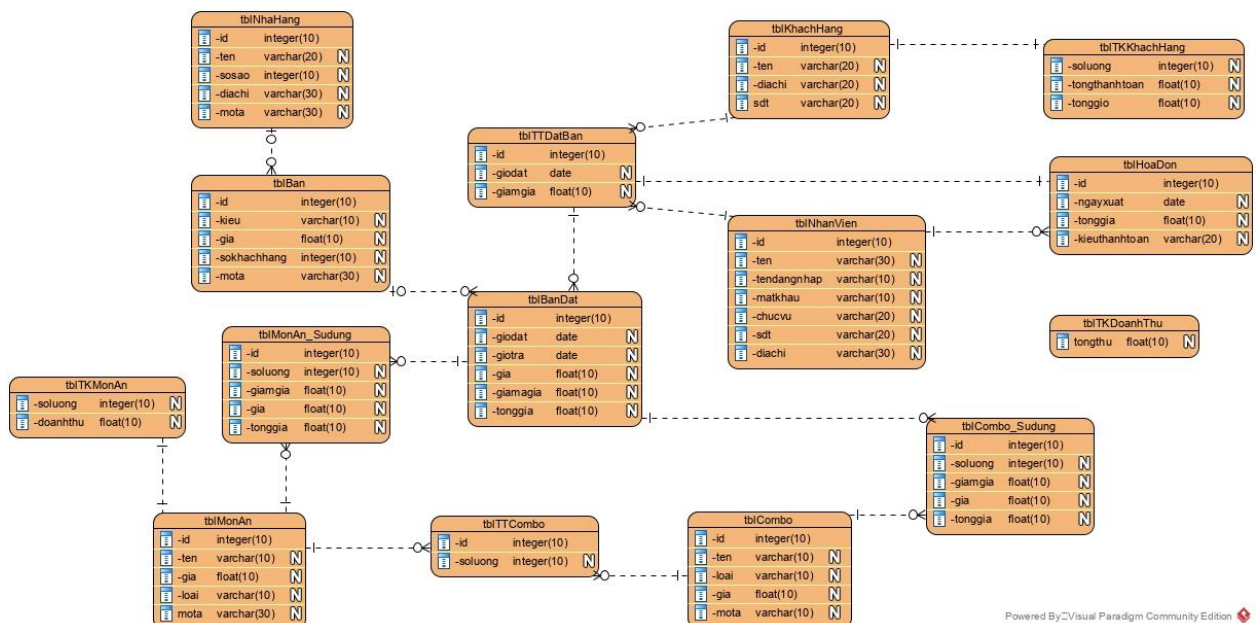 tblNhaHang
-id integer(10)
-ten varchar(20) N
-sosao integer(10) N
-diachi varchar(30) N
-mota varchar(30) N
tblKhachHang
-id integer(10)
-ten varchar(20) N
-diachi varchar(20) N
sdt varchar(20) N
tblTKKhachHang
-soluong integer(10) N
-tongthanhtoan float(10) N
-tonggio float(10) N
tblTTDatBan
-id integer(10)
-giodat date N
-giamgia float(10) N
tblHoaDon
-id integer(10)
-ngayxuat date N
-tonggia float(10) N
-kieuthanhtoan varchar(20) N
tblBan
-id integer(10)
-kieu varchar(10) N
-gia float(10) N
-sokhachhang integer(10) N
-mota varchar(30) N
tblNhanVien
-id integer(10)
-ten varchar(30) N
-tendangnhap varchar(10) N
-matkhau varchar(10) N
-chucvu varchar(20) N
-sdt varchar(20) N
-diachi varchar(30) N
tblBanDat
-id integer(10)
-giodat date N
-giotra date N
-gia float(10) N
-giamagia float(10) N
-tonggia float(10) N
tblTKDoanhThu
tongthu float(10) N
tblMonAn_Sudung
-id integer(10)
-soluong integer(10) N
-giamgia float(10) N
-gia float(10) N
-tonggia float(10) N
tblTKMonAn
-soluong integer(10) N
-doanhthu float(10) N
tblCombo_Sudung
-id integer(10)
-soluong integer(10) N
-giamgia float(10) N
-gia float(10) N
-tonggia float(10) N
tblMonAn
-id integer(10)
-ten varchar(10) N
-gia float(10) N
-loai varchar(10) N
mota varchar(30) N
tblTTCombo
-id integer(10)
-soluong integer(10) N
tblCombo
-id integer(10)
-ten varchar(10) N
-loai varchar(10) N
-gia float(10) N
-mota varchar(10) N
Powered By Visual Paradigm Community Edition